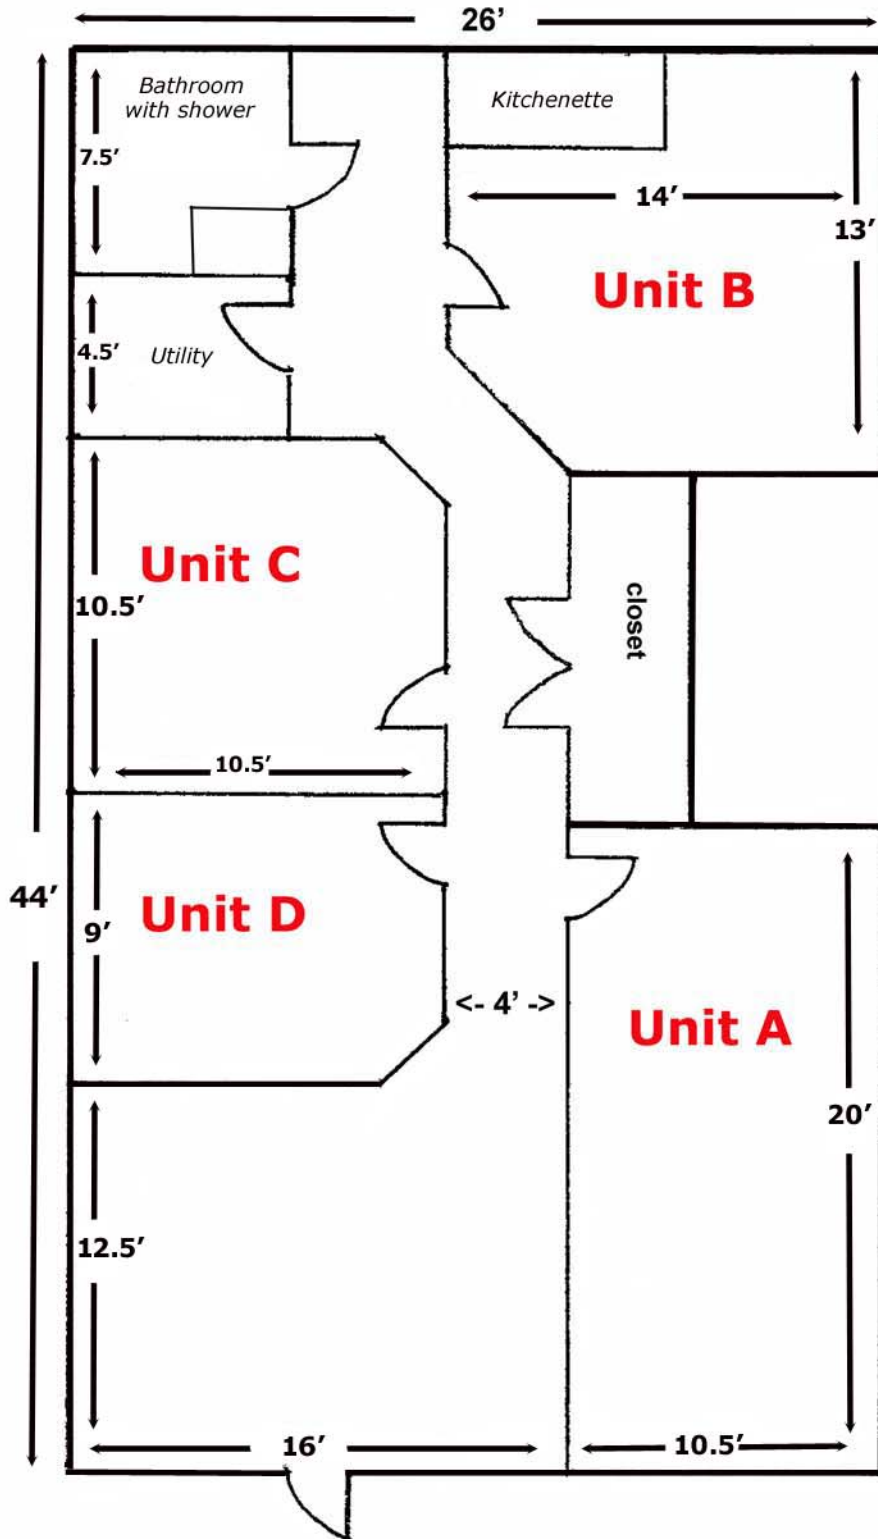 26’
Bathroom
with shower
Kitchenette
7.5’
14’
13’
Unit B
4.5’
Utility
Unit C
closet
10.5’
10.5’
44’
Unit D
9’
<- 4’ ->
Unit A
20’
12.5’
16’
10.5’